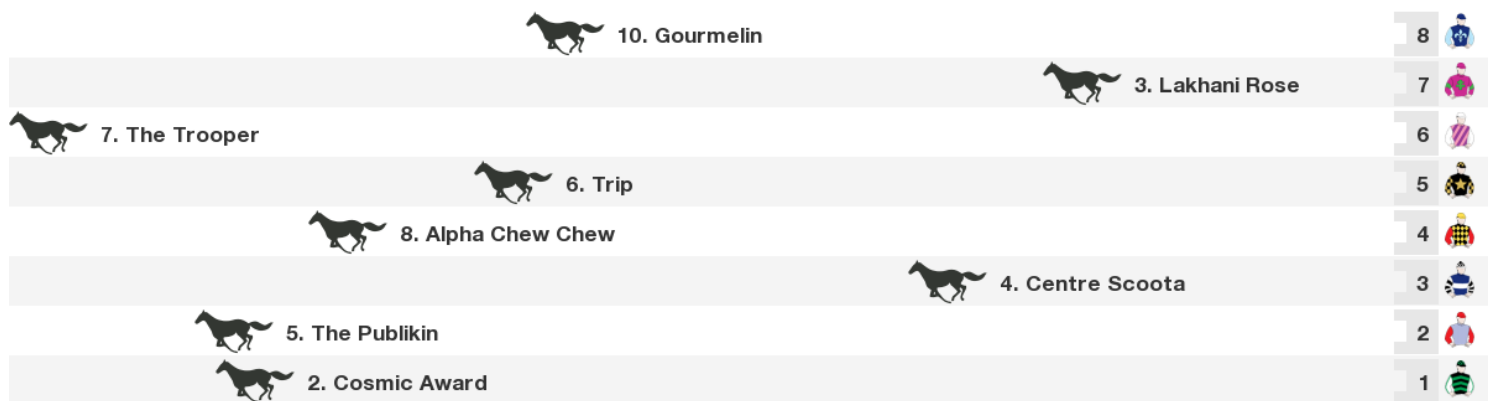 10. Gourmelin 8
3. Lakhani Rose 7
7. The Trooper 6
6. Trip 5
8. Alpha Chew Chew 4
4. Centre Scoota 3
5. The Publikin 2
2. Cosmic Award 1